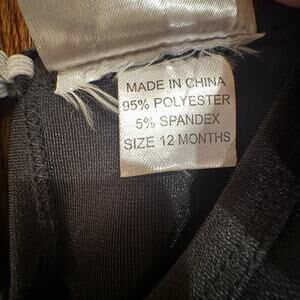 MADE IN CHINA
95% POLYESTER
5% SPANDEX
SIZE 12 MONTHS